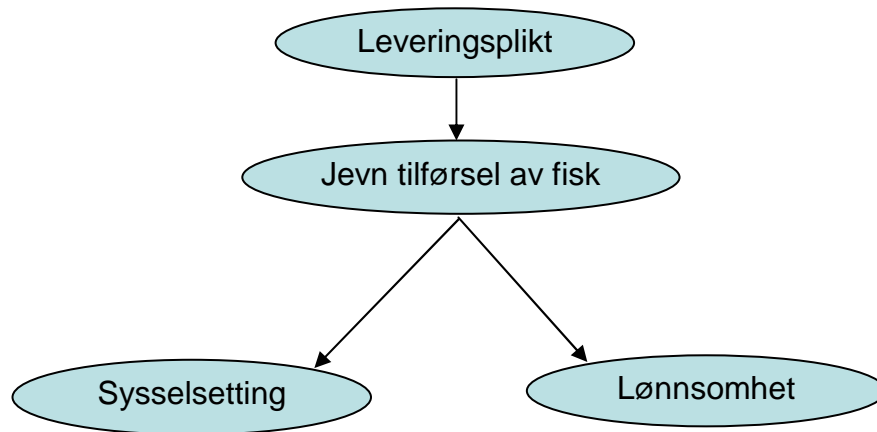 Leveringsplikt
Jevn tilførsel av fisk
Sysselsetting
Lønnsomhet